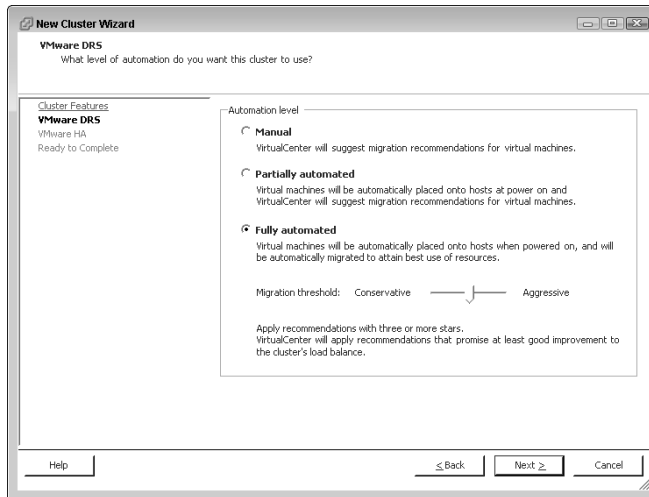 New Cluster Wizard
VMware DRS
What level of automation do you want this cluster to use?
Cluster Features
VMware DRS
VMware HA
Ready to Complete
Automation level
Manual
VirtualCenter will suggest migration recommendations for virtual machines.
Partially automated
Virtual machines will be automatically placed onto hosts at power on and
VirtualCenter will suggest migration recommendations for virtual machines.
Fully automated
Virtual machines will be automatically placed onto hosts when powered on, and will
be automatically migrated to attain best use of resources.
Migration threshold: Conservative Aggressive
Apply recommendations with three or more stars.
VirtualCenter will apply recommendations that promise at least good improvement to
the cluster's load balance.
Help < Back Next > Cancel